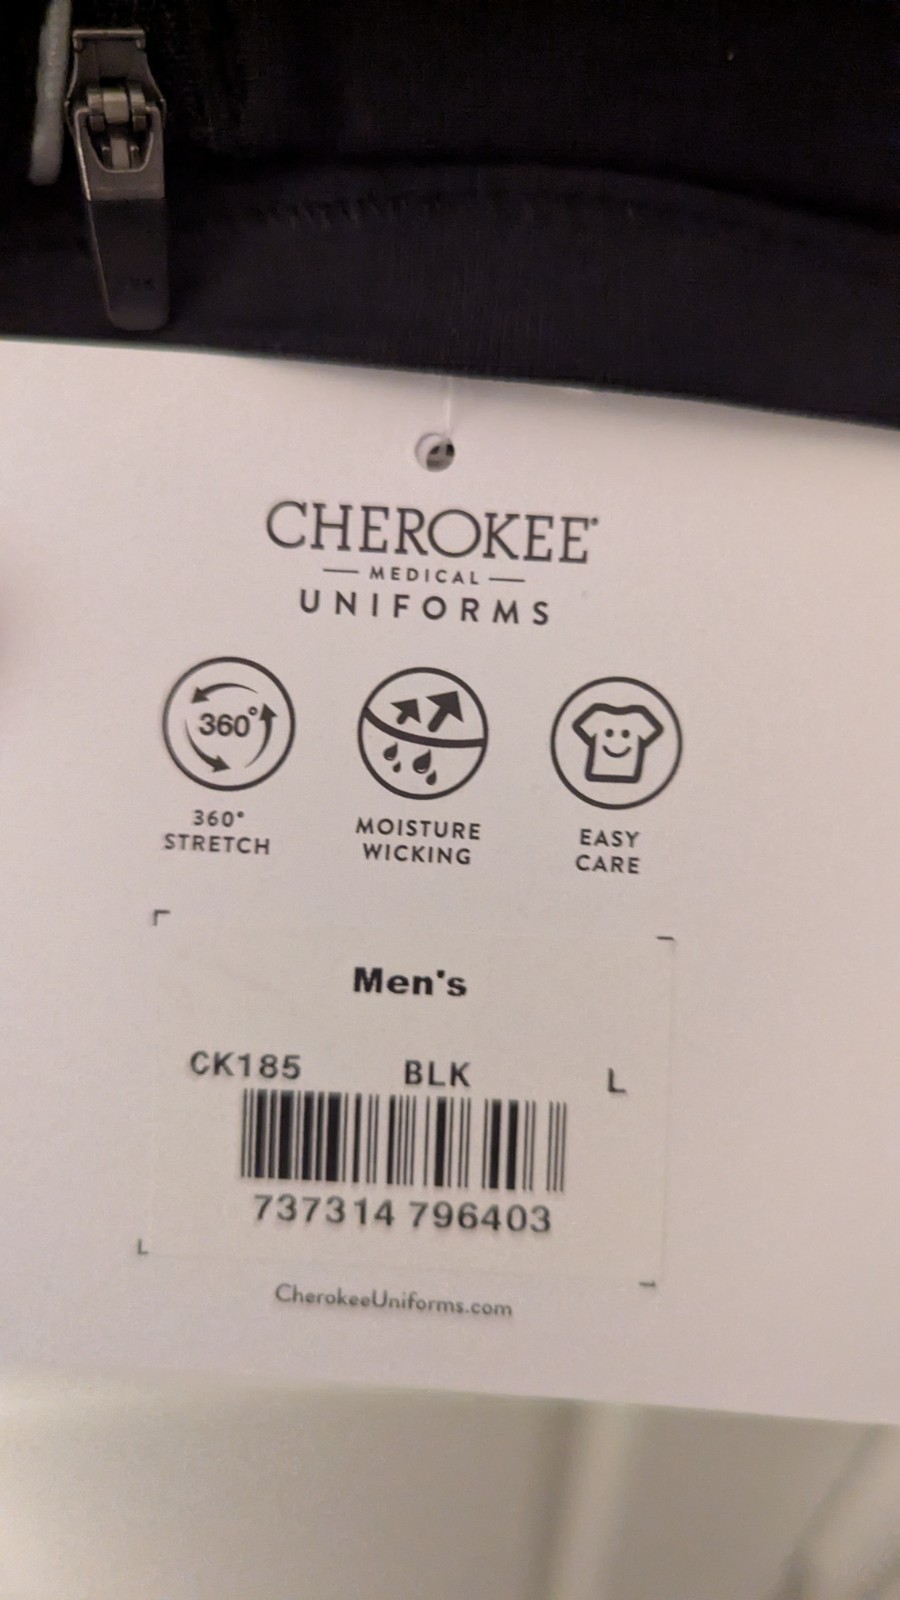 CHEROKEE®
MEDICAL
UNIFORMS
360°
360°
STRETCH
MOISTURE
WICKING
EASY
CARE
Men's
CK185 BLK L
737314 796403
CherokeeUniforms.com